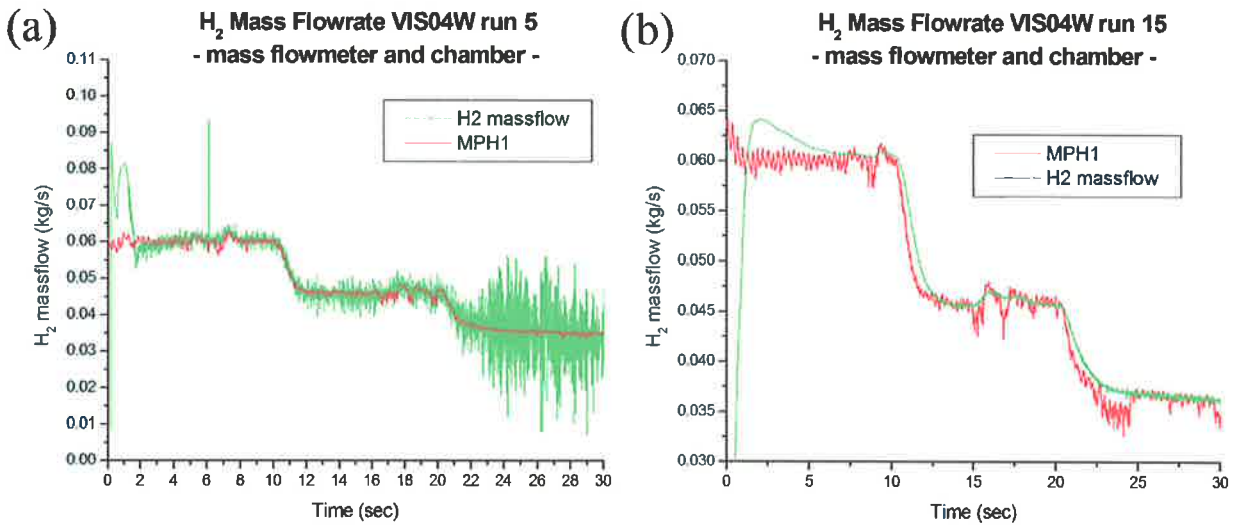 (a)
H2 Mass Flowrate VIS04W run 5
- mass flowmeter and chamber -
H2 massflow
MPH1
H2 massflow (kg/s)
0.11
0.10
0.09
0.08
0.07
0.06
0.05
0.04
0.03
0.02
0.01
0.00
0 2 4 6 8 10 12 14 16 18 20 22 24 26 28 30
Time (sec)
(b)
H2 Mass Flowrate VIS04W run 15
- mass flowmeter and chamber -
MPH1
H2 massflow
H2 massflow (kg/s)
0.070
0.065
0.060
0.055
0.050
0.045
0.040
0.035
0.030
0 5 10 15 20 25 30
Time (sec)